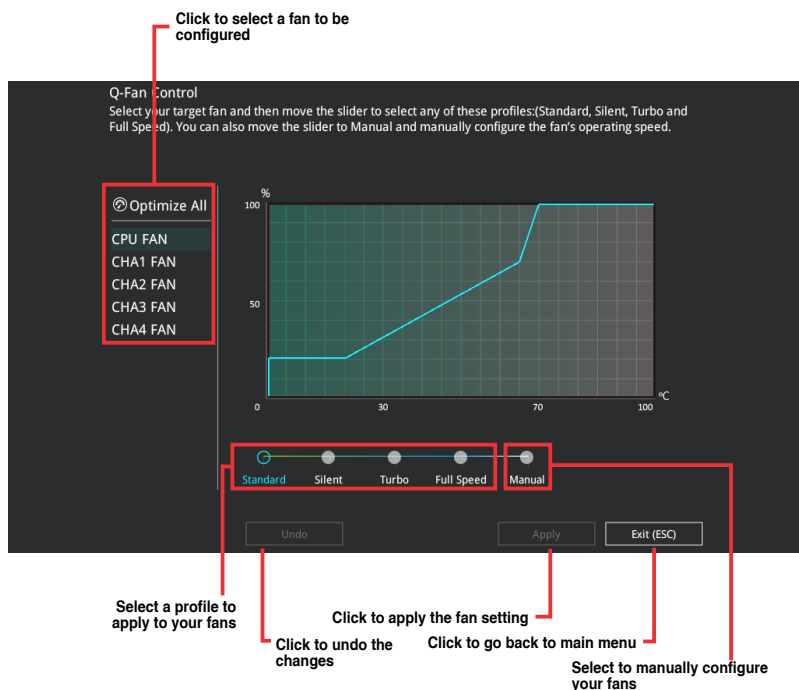 Click to select a fan to be
configured
Q-Fan Control
Select your target fan and then move the slider to select any of these profiles:(Standard, Silent, Turbo and
Full Speed). You can also move the slider to Manual and manually configure the fan's operating speed.
Optimize All
CPU FAN
CHA1 FAN
CHA2 FAN
CHA3 FAN
CHA4 FAN
%
100
50
0
30
70
100
ºC
Standard
Silent
Turbo
Full Speed
Manual
Undo
Apply
Exit (ESC)
Select a profile to
apply to your fans
Click to undo the
changes
Click to apply the fan setting
Click to go back to main menu
Select to manually configure
your fans